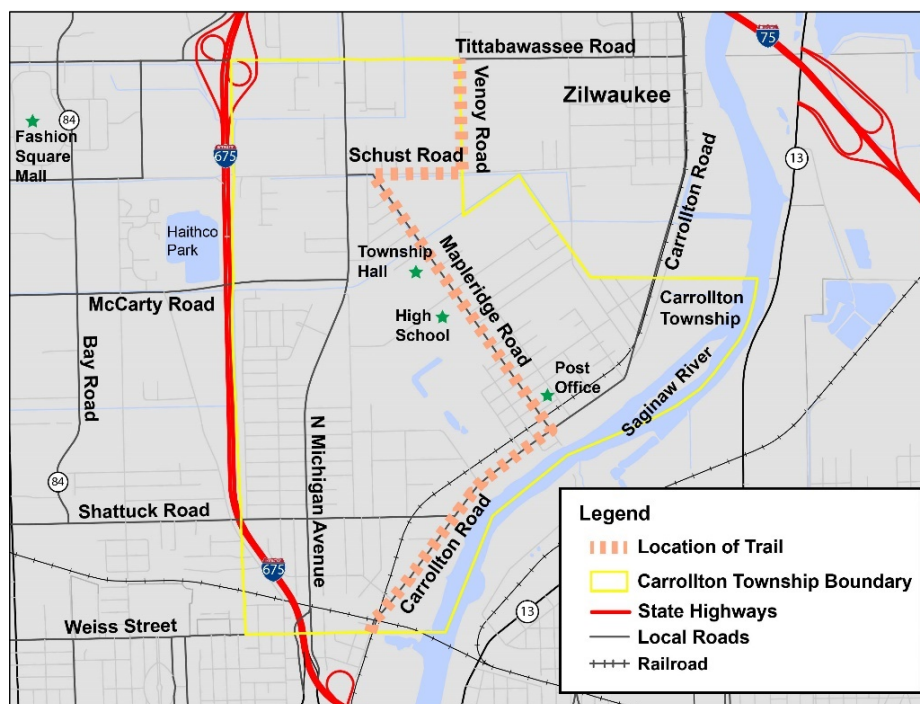 75
Tittabawassee Road
Venoy Road
Zilwaukee
84
Fashion
Square
Mall
675
Schust Road
13
Carrollton Road
Haithco
Park
Township
Hall
Mapleridge Road
McCarty Road
High
School
Carrollton
Township
Bay Road
Post
Office
Saginaw River
N Michigan Avenue
84
Shattuck Road
675
Carrollton Road
Weiss Street
13
Legend
Location of Trail
Carrollton Township Boundary
State Highways
Local Roads
Railroad